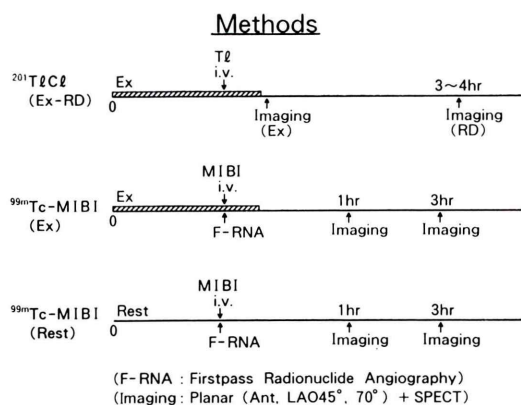 Methods
Tℓ
i.v.
²⁰¹TℓCℓ
(Ex-RD)
Ex
0
3~4hr
Imaging
(Ex)
Imaging
(RD)
MIBI
i.v.
⁹⁹ᵐTc-MIBI
(Ex)
Ex
0
1hr
3hr
F-RNA
Imaging
Imaging
MIBI
i.v.
⁹⁹ᵐTc-MIBI
(Rest)
Rest
0
1hr
3hr
F-RNA
Imaging
Imaging
(F-RNA : Firstpass Radionuclide Angiography)
(Imaging : Planar (Ant, LAO45°, 70°) + SPECT)